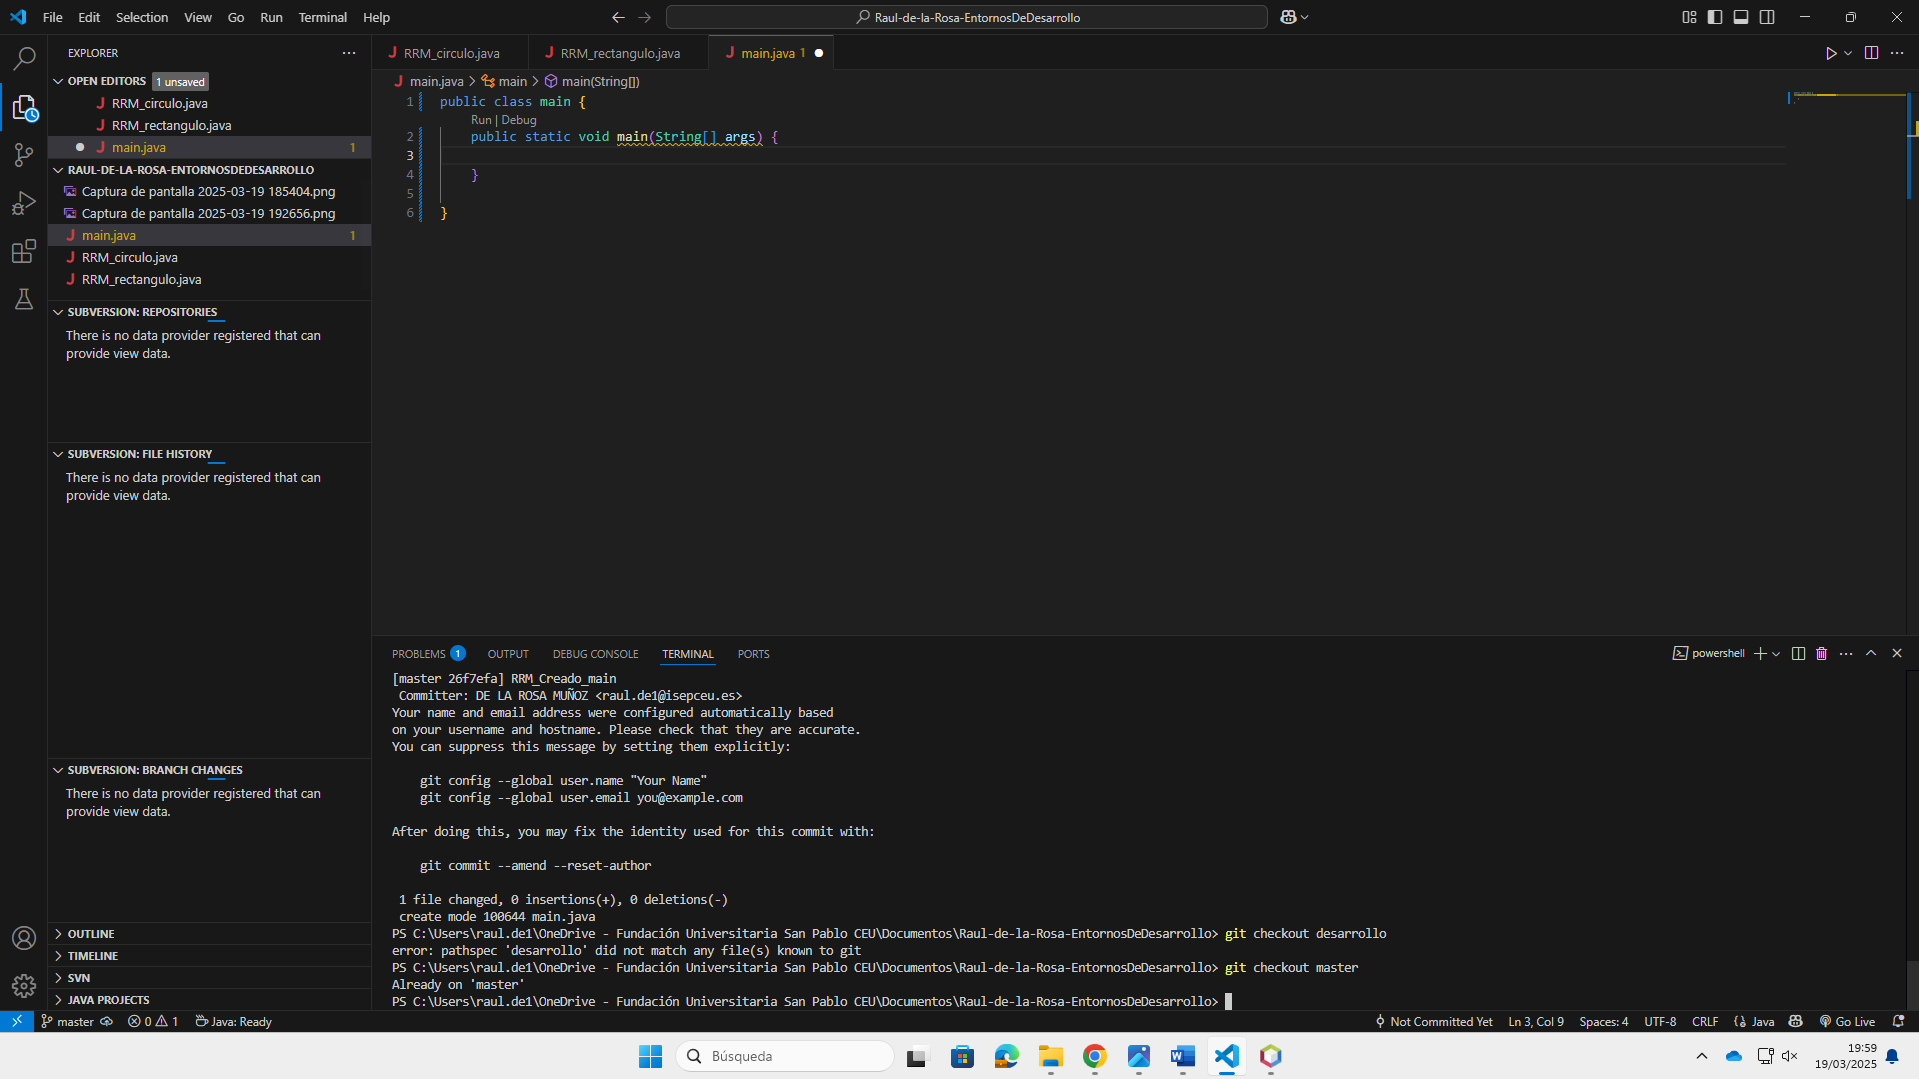 File Edit Selection View Go Run Terminal Help
Raul-de-la-Rosa-EntornosDeDesarrollo
EXPLORER
OPEN EDITORS 1 unsaved
RRM_circulo.java
RRM_rectangulo.java
main.java 1
RAUL-DE-LA-ROSA-ENTORNOSDEDESARROLLO
Captura de pantalla 2025-03-19 185404.png
Captura de pantalla 2025-03-19 192656.png
main.java 1
RRM_circulo.java
RRM_rectangulo.java
SUBVERSION: REPOSITORIES
There is no data provider registered that can
provide view data.
SUBVERSION: FILE HISTORY
There is no data provider registered that can
provide view data.
SUBVERSION: BRANCH CHANGES
There is no data provider registered that can
provide view data.
OUTLINE
TIMELINE
SVN
JAVA PROJECTS
RRM_circulo.java RRM_rectangulo.java main.java 1
main.java > main > main(String[])
1 public class main {
Run | Debug
2 public static void main(String[] args) {
3
4 }
5
6 }
PROBLEMS 1 OUTPUT DEBUG CONSOLE TERMINAL PORTS
powershell
[master 26f7efa] RRM_Creado_main
Committer: DE LA ROSA MUÑOZ <raul.de1@isepceu.es>
Your name and email address were configured automatically based
on your username and hostname. Please check that they are accurate.
You can suppress this message by setting them explicitly:
git config --global user.name "Your Name"
git config --global user.email you@example.com
After doing this, you may fix the identity used for this commit with:
git commit --amend --reset-author
1 file changed, 0 insertions(+), 0 deletions(-)
create mode 100644 main.java
PS C:\Users\raul.de1\OneDrive - Fundación Universitaria San Pablo CEU\Documentos\Raul-de-la-Rosa-EntornosDeDesarrollo> git checkout desarrollo
error: pathspec 'desarrollo' did not match any file(s) known to git
PS C:\Users\raul.de1\OneDrive - Fundación Universitaria San Pablo CEU\Documentos\Raul-de-la-Rosa-EntornosDeDesarrollo> git checkout master
Already on 'master'
PS C:\Users\raul.de1\OneDrive - Fundación Universitaria San Pablo CEU\Documentos\Raul-de-la-Rosa-EntornosDeDesarrollo>
master 0 1 Java: Ready Not Committed Yet Ln 3, Col 9 Spaces: 4 UTF-8 CRLF {} Java Go Live
Búsqueda
19:59
19/03/2025